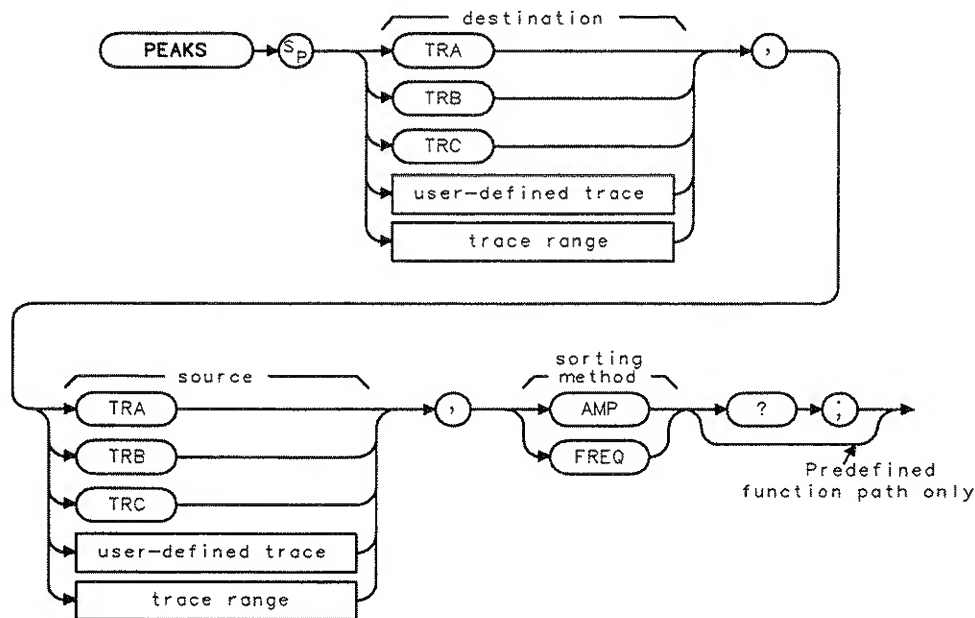 destination
PEAKS SP TRA ,
TRB
TRC
user-defined trace
trace range
source
sorting
method
TRA , AMP ? ;
TRB FREQ
TRC
Predefined
function path only
user-defined trace
trace range